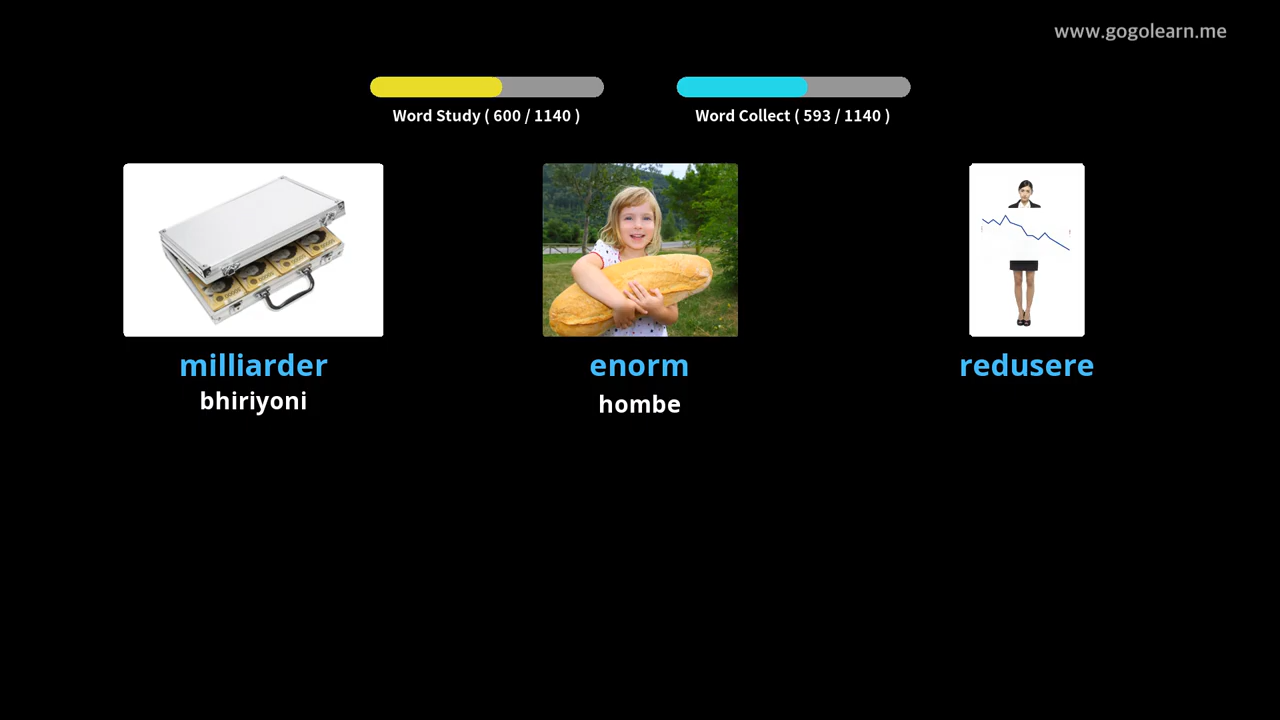 www.gogolearn.me
Word Study ( 600 / 1140 )
Word Collect ( 593 / 1140 )
milliarder
bhiriyoni
enorm
hombe
redusere